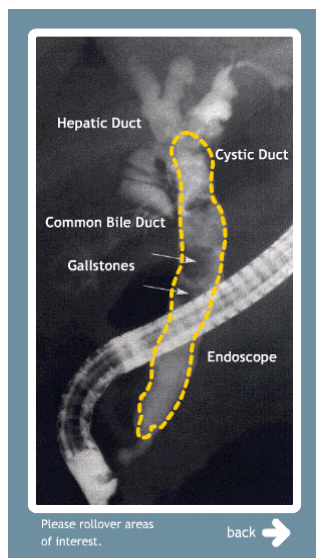 Hepatic Duct
Cystic Duct
Common Bile Duct
Gallstones
Endoscope
Please rollover areas
of interest.
back